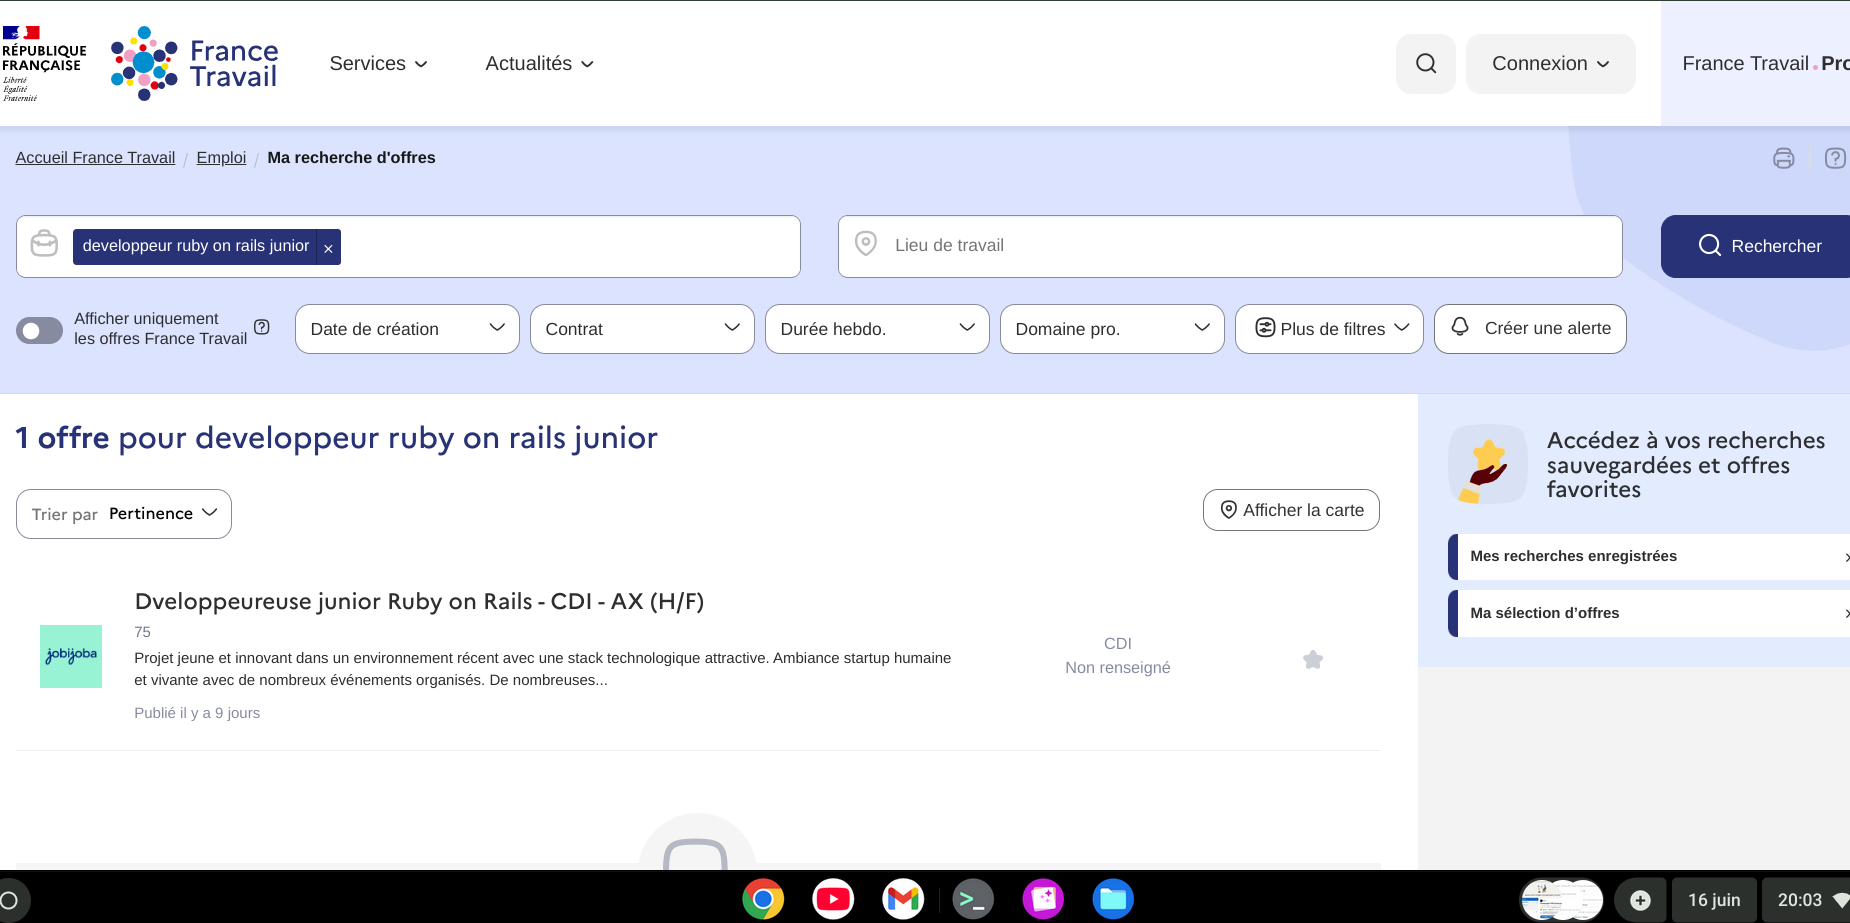 RÉPUBLIQUE
FRANÇAISE
Liberté
Égalité
Fraternité
France
Travail
Services
Actualités
Connexion
France Travail.Pro
Accueil France Travail / Emploi / Ma recherche d'offres
developpeur ruby on rails junior ×
Lieu de travail
Rechercher
Afficher uniquement
les offres France Travail
Date de création
Contrat
Durée hebdo.
Domaine pro.
Plus de filtres
Créer une alerte
1 offre pour developpeur ruby on rails junior
Trier par Pertinence
Afficher la carte
Accédez à vos recherches
sauvegardées et offres
favorites
Mes recherches enregistrées
Ma sélection d’offres
Dveloppeureuse junior Ruby on Rails - CDI - AX (H/F)
75
jobijoba
Projet jeune et innovant dans un environnement récent avec une stack technologique attractive. Ambiance startup humaine
et vivante avec de nombreux événements organisés. De nombreuses...
CDI
Non renseigné
Publié il y a 9 jours
16 juin
20:03